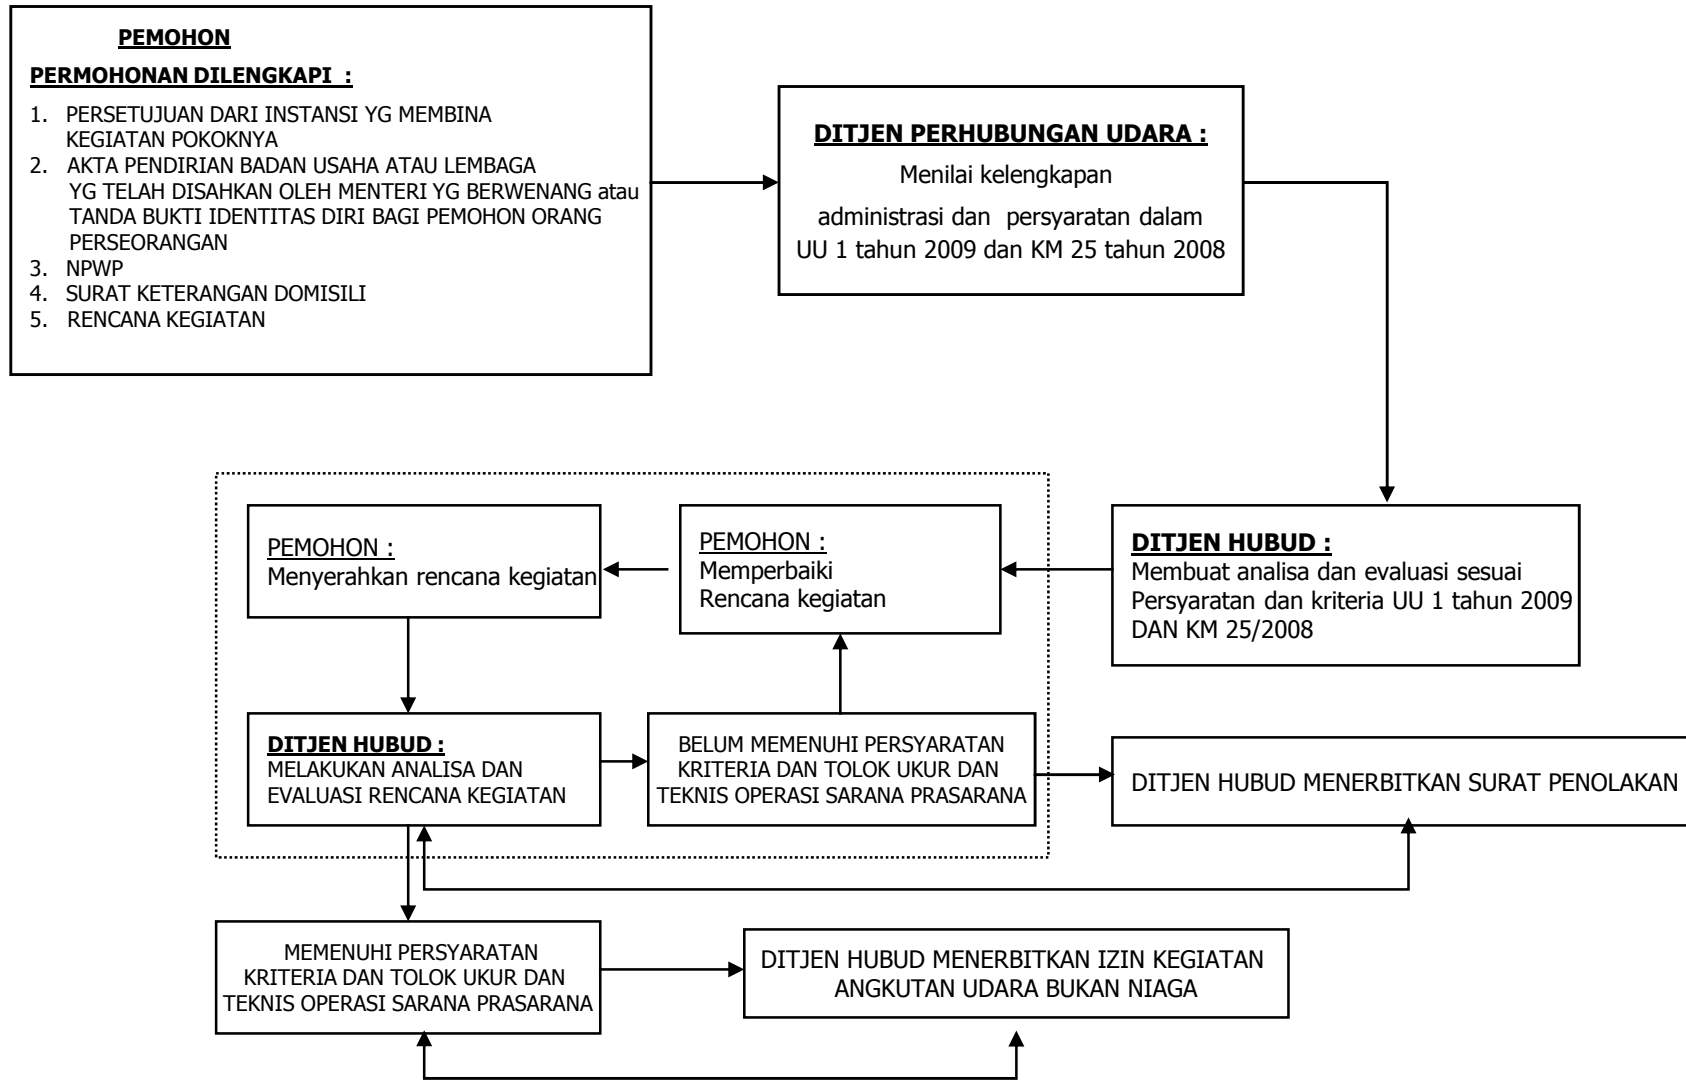 PEMOHON
PERMOHONAN DILENGKAPI :
1. PERSETUJUAN DARI INSTANSI YG MEMBINA
KEGIATAN POKOKNYA
2. AKTA PENDIRIAN BADAN USAHA ATAU LEMBAGA
YG TELAH DISAHKAN OLEH MENTERI YG BERWENANG atau
TANDA BUKTI IDENTITAS DIRI BAGI PEMOHON ORANG
PERSEORANGAN
3. NPWP
4. SURAT KETERANGAN DOMISILI
5. RENCANA KEGIATAN
DITJEN PERHUBUNGAN UDARA :
Menilai kelengkapan
administrasi dan persyaratan dalam
UU 1 tahun 2009 dan KM 25 tahun 2008
PEMOHON :
Menyerahkan rencana kegiatan
PEMOHON :
Memperbaiki
Rencana kegiatan
DITJEN HUBUD :
Membuat analisa dan evaluasi sesuai
Persyaratan dan kriteria UU 1 tahun 2009
DAN KM 25/2008
DITJEN HUBUD :
MELAKUKAN ANALISA DAN
EVALUASI RENCANA KEGIATAN
BELUM MEMENUHI PERSYARATAN
KRITERIA DAN TOLOK UKUR DAN
TEKNIS OPERASI SARANA PRASARANA
DITJEN HUBUD MENERBITKAN SURAT PENOLAKAN
MEMENUHI PERSYARATAN
KRITERIA DAN TOLOK UKUR DAN
TEKNIS OPERASI SARANA PRASARANA
DITJEN HUBUD MENERBITKAN IZIN KEGIATAN
ANGKUTAN UDARA BUKAN NIAGA